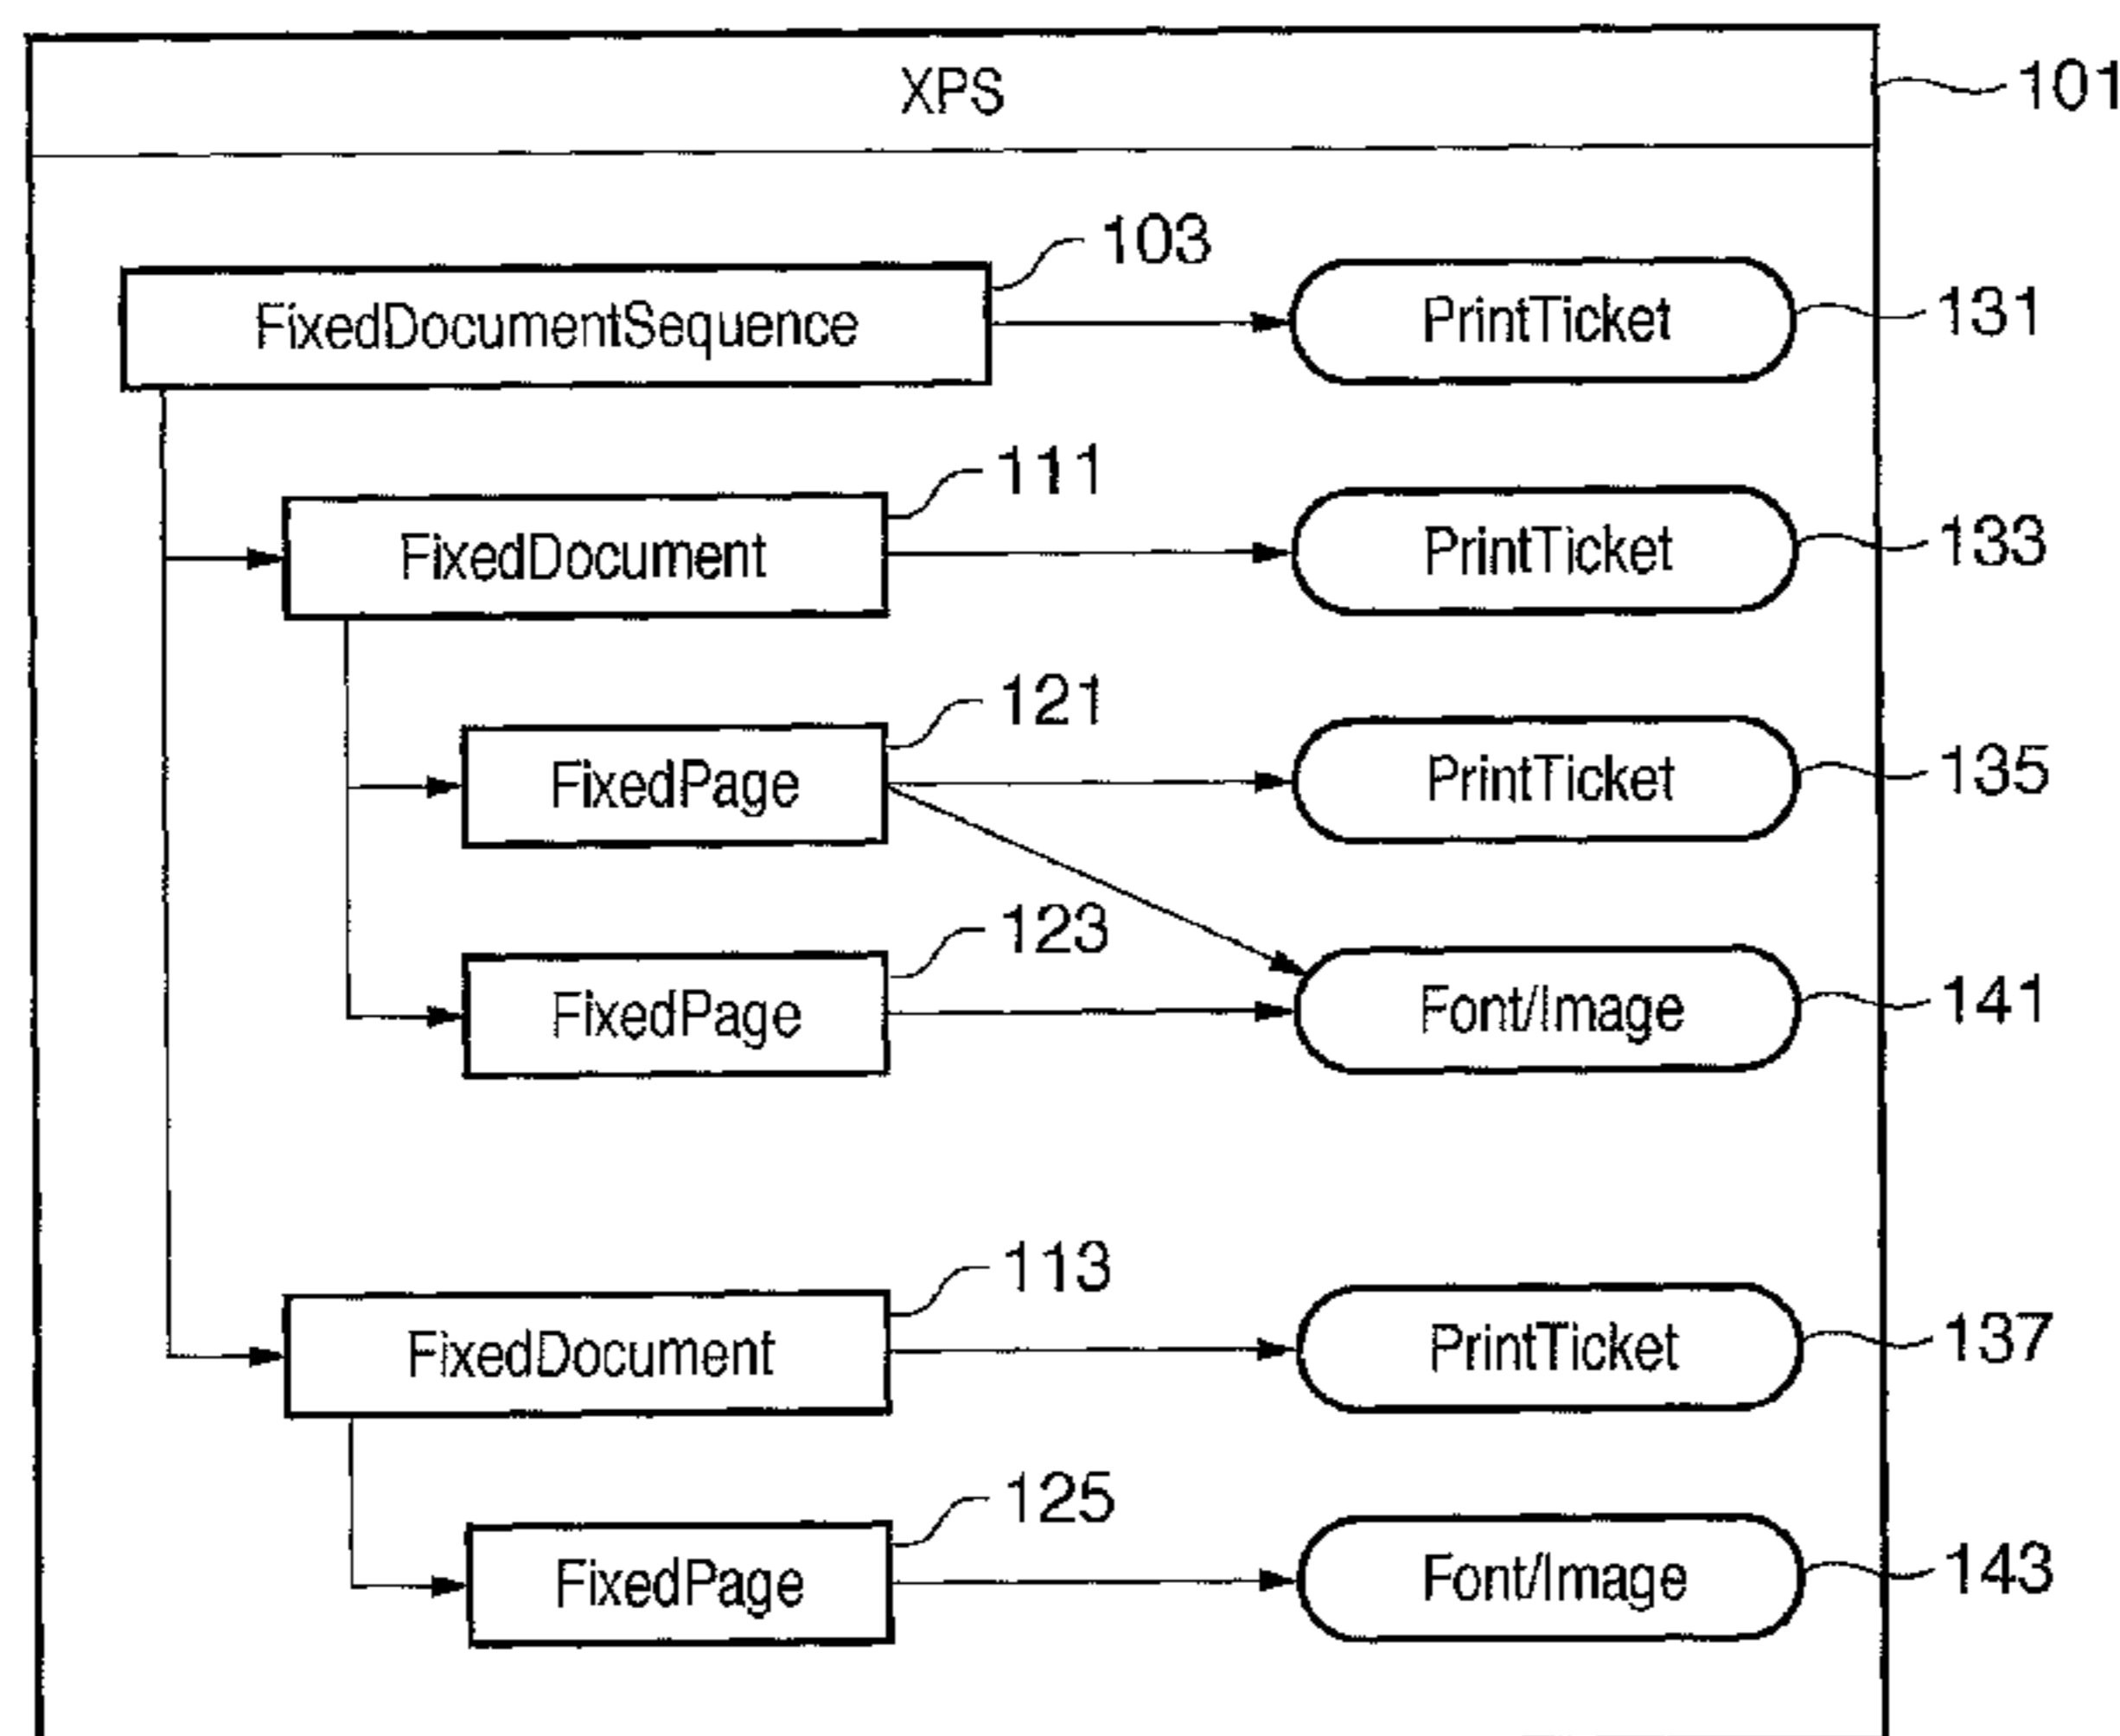 XPS 101
103
FixedDocumentSequence PrintTicket 131
111
FixedDocument PrintTicket 133
121
FixedPage PrintTicket 135
123
FixedPage Font/Image 141
113
FixedDocument PrintTicket 137
125
FixedPage Font/Image 143